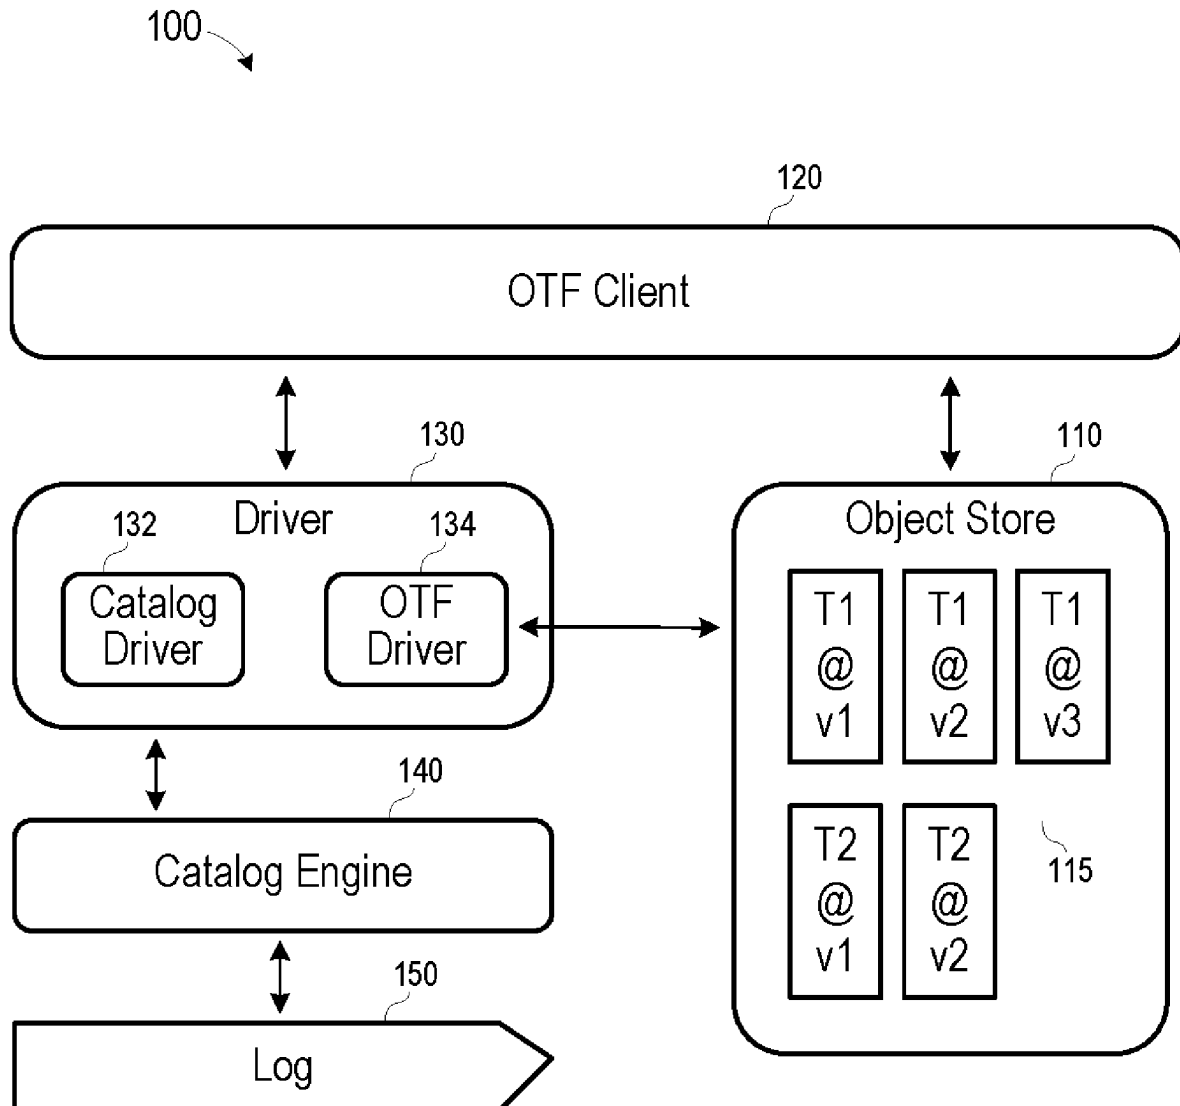 100
120
OTF Client
130
110
Driver
132
134
Catalog
Driver
OTF
Driver
Object Store
T1
@
v1
T1
@
v2
T1
@
v3
140
Catalog Engine
T2
@
v1
T2
@
v2
115
150
Log